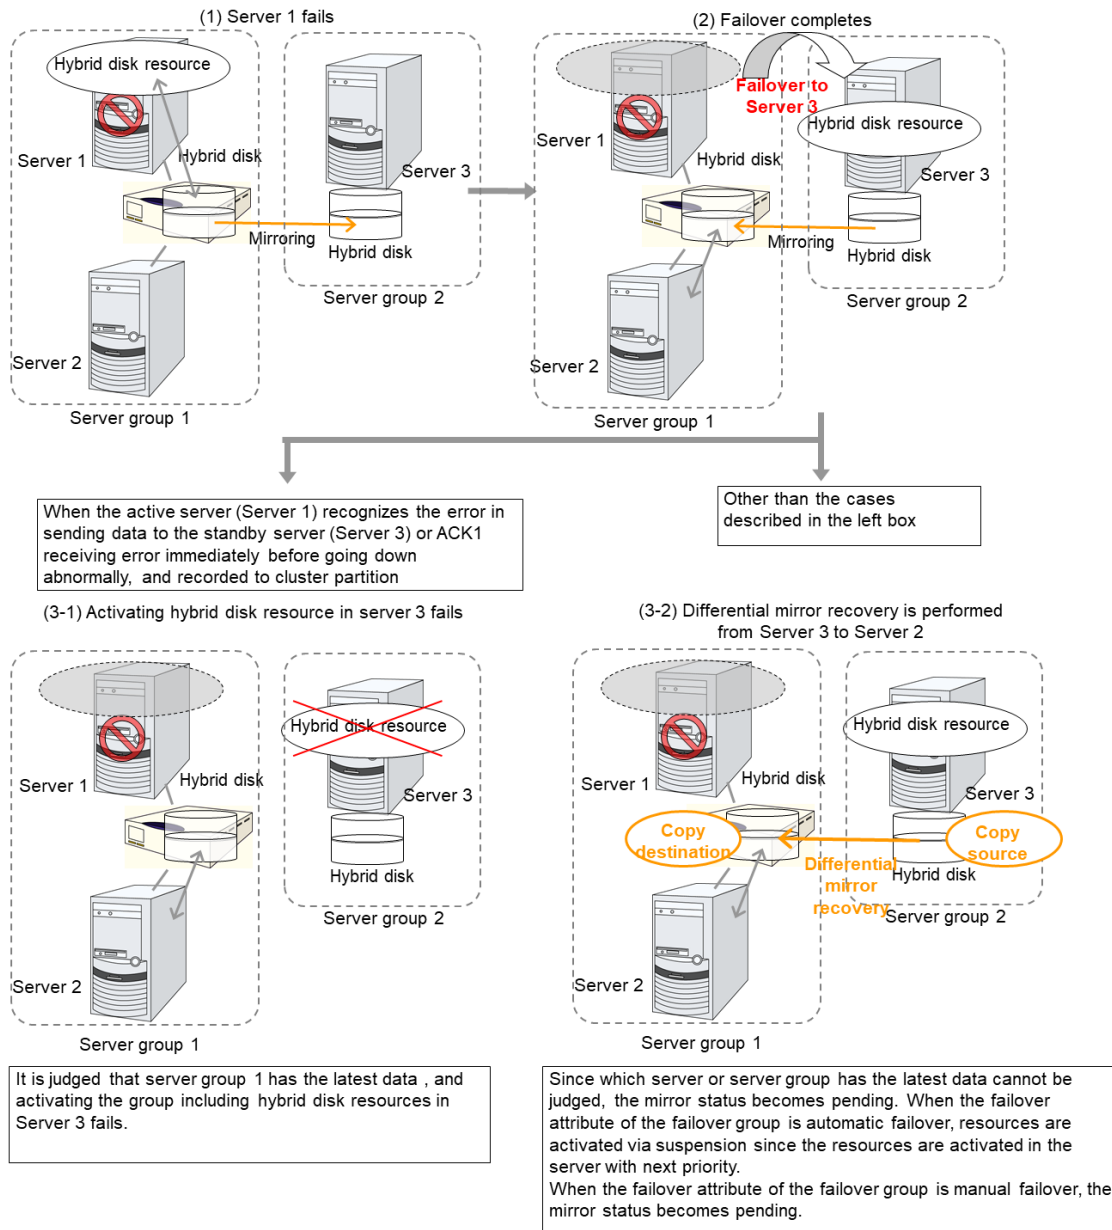 (1) Server 1 fails
Hybrid disk resource
Server 1
Hybrid disk
Server 3
Mirroring
Hybrid disk
Server group 2
Server 2
Server group 1
(2) Failover completes
Failover to
Server 3
Hybrid disk resource
Server 1
Hybrid disk
Server 3
Mirroring
Hybrid disk
Server group 2
Server 2
Server group 1
When the active server (Server 1) recognizes the error in
sending data to the standby server (Server 3) or ACK1
receiving error immediately before going down
abnormally, and recorded to cluster partition
Other than the cases
described in the left box
(3-1) Activating hybrid disk resource in server 3 fails
Hybrid disk resource
Server 1
Hybrid disk
Server 3
Hybrid disk
Server group 2
Server 2
Server group 1
It is judged that server group 1 has the latest data , and
activating the group including hybrid disk resources in
Server 3 fails.
(3-2) Differential mirror recovery is performed
from Server 3 to Server 2
Hybrid disk resource
Server 1
Hybrid disk
Server 3
Copy
destination
Copy
source
Differential
mirror
recovery
Hybrid disk
Server group 2
Server 2
Server group 1
Since which server or server group has the latest data cannot be
judged, the mirror status becomes pending. When the failover
attribute of the failover group is automatic failover, resources are
activated via suspension since the resources are activated in the
server with next priority.
When the failover attribute of the failover group is manual failover, the
mirror status becomes pending.